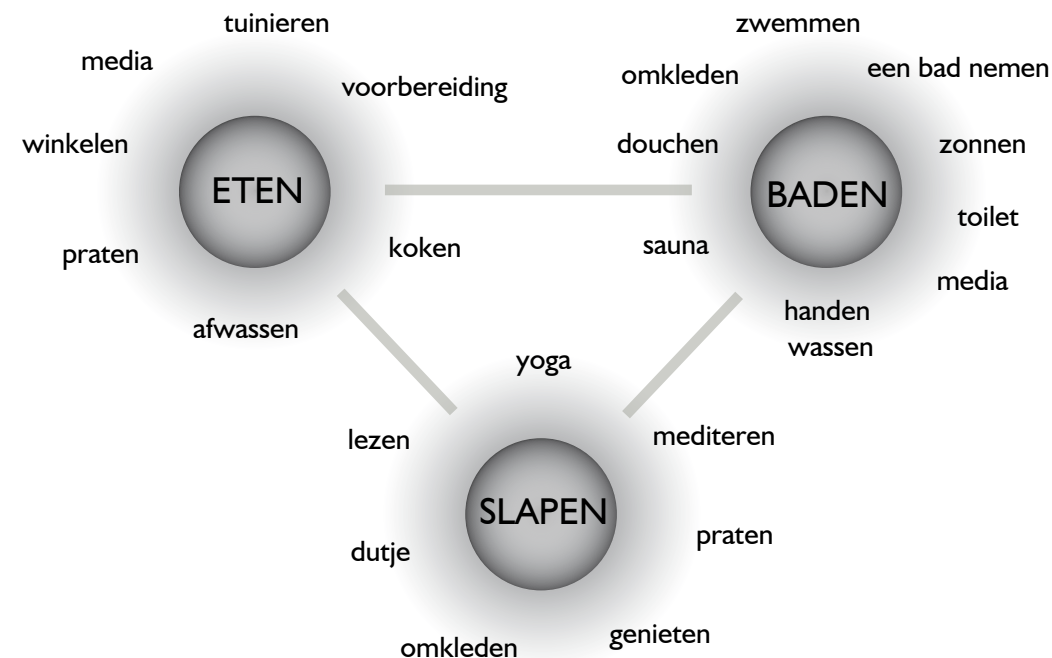 tuinieren
media
voorbereiding
winkelen
ETEN
praten
koken
afwassen
zwemmen
omkleden
een bad nemen
douchen
zonnen
BADEN
toilet
sauna
media
handen
wassen
yoga
lezen
mediteren
SLAPEN
dutje
praten
omkleden
genieten